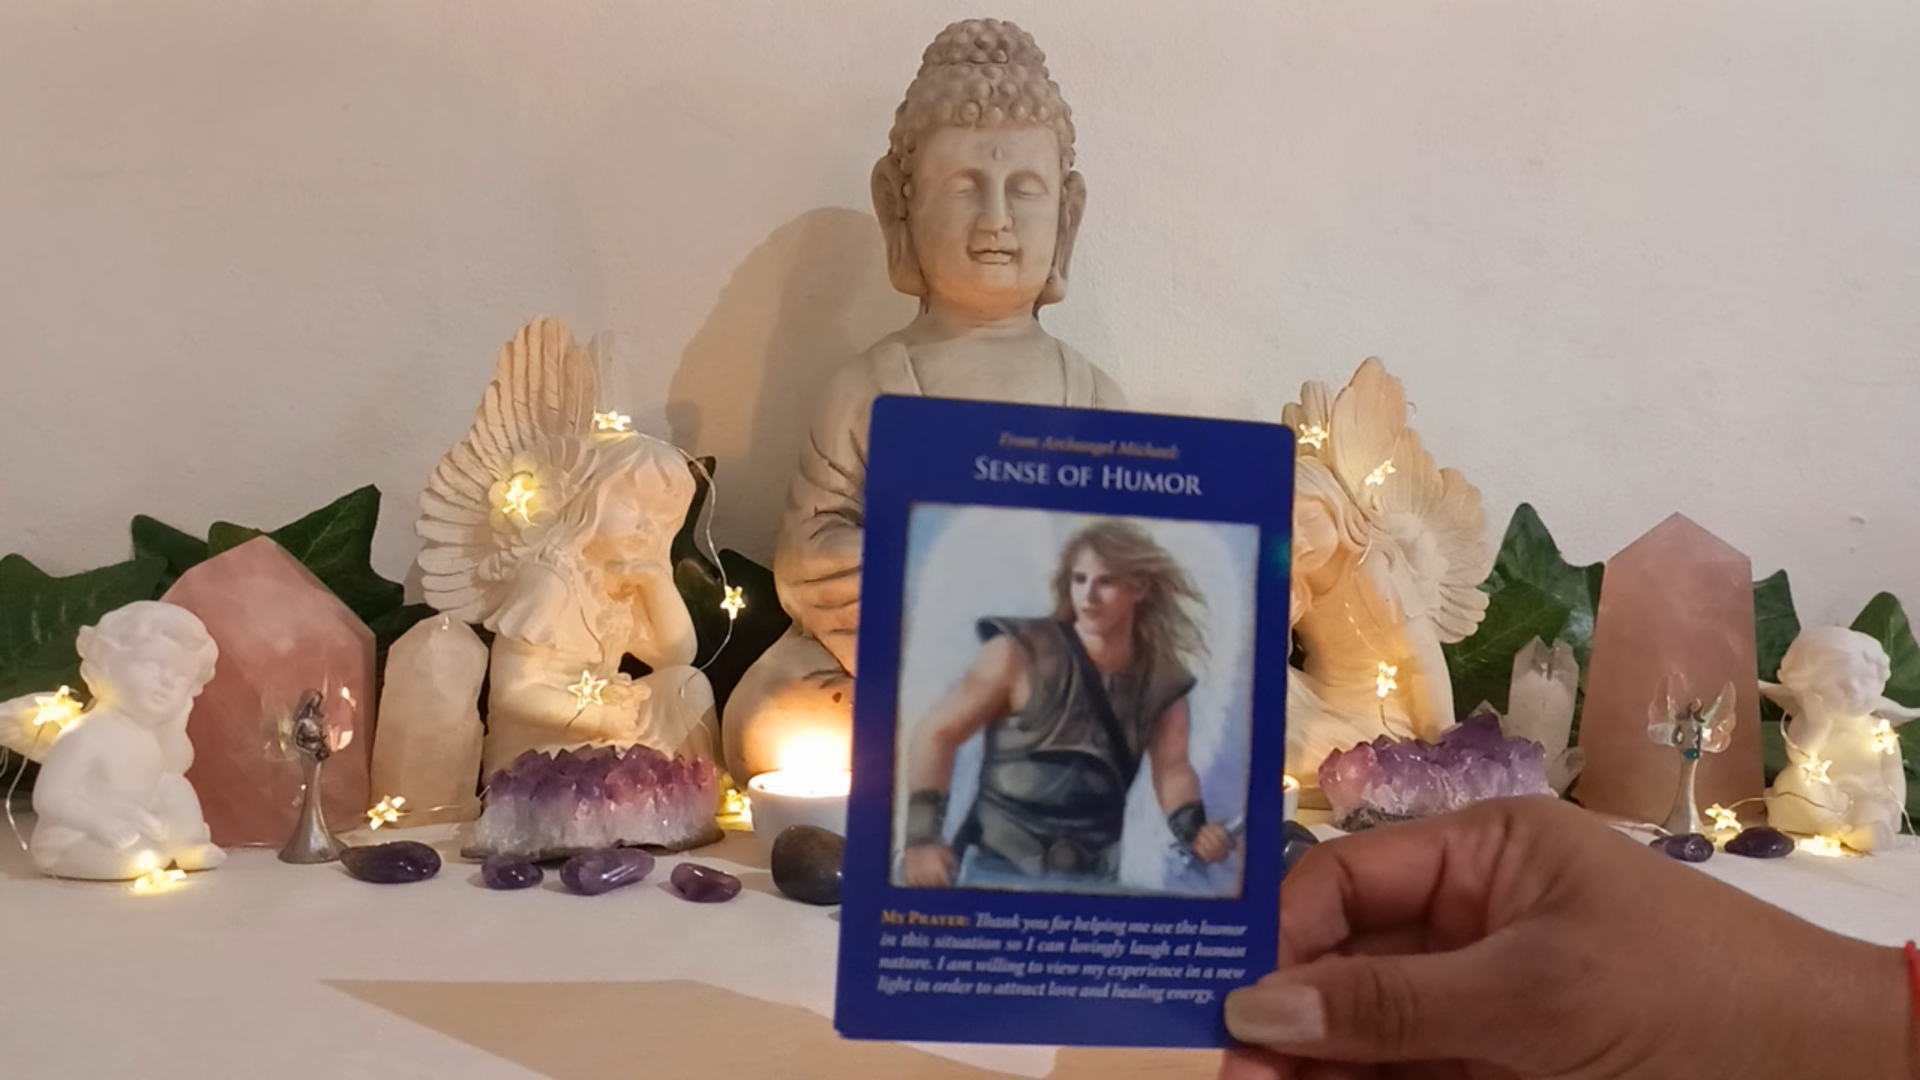 From Archangel Michael:
SENSE OF HUMOR
MY PRAYER: Thank you for helping me see the humor
in this situation so I can lovingly laugh at human
nature. I am willing to view my experience in a new
light in order to attract love and healing energy.